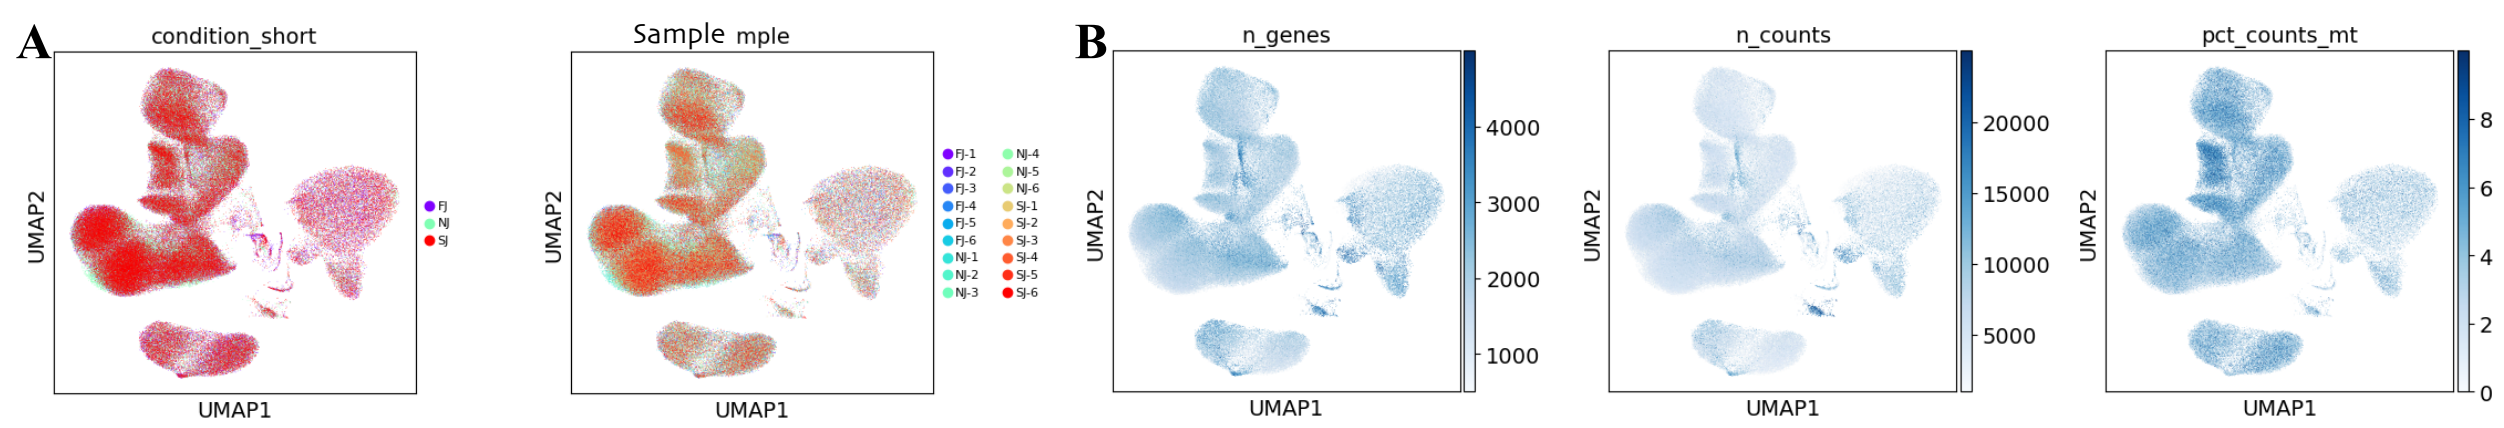 A
condition_short
UMAP2
UMAP1
FJ
NJ
SJ
Sample mple
UMAP2
UMAP1
FJ-1 NJ-4
FJ-2 NJ-5
FJ-3 NJ-6
FJ-4 SJ-1
FJ-5 SJ-2
FJ-6 SJ-3
NJ-1 SJ-4
NJ-2 SJ-5
NJ-3 SJ-6
B
n_genes
UMAP2
UMAP1
4000
3000
2000
1000
n_counts
UMAP2
UMAP1
20000
15000
10000
5000
pct_counts_mt
UMAP2
UMAP1
8
6
4
2
0